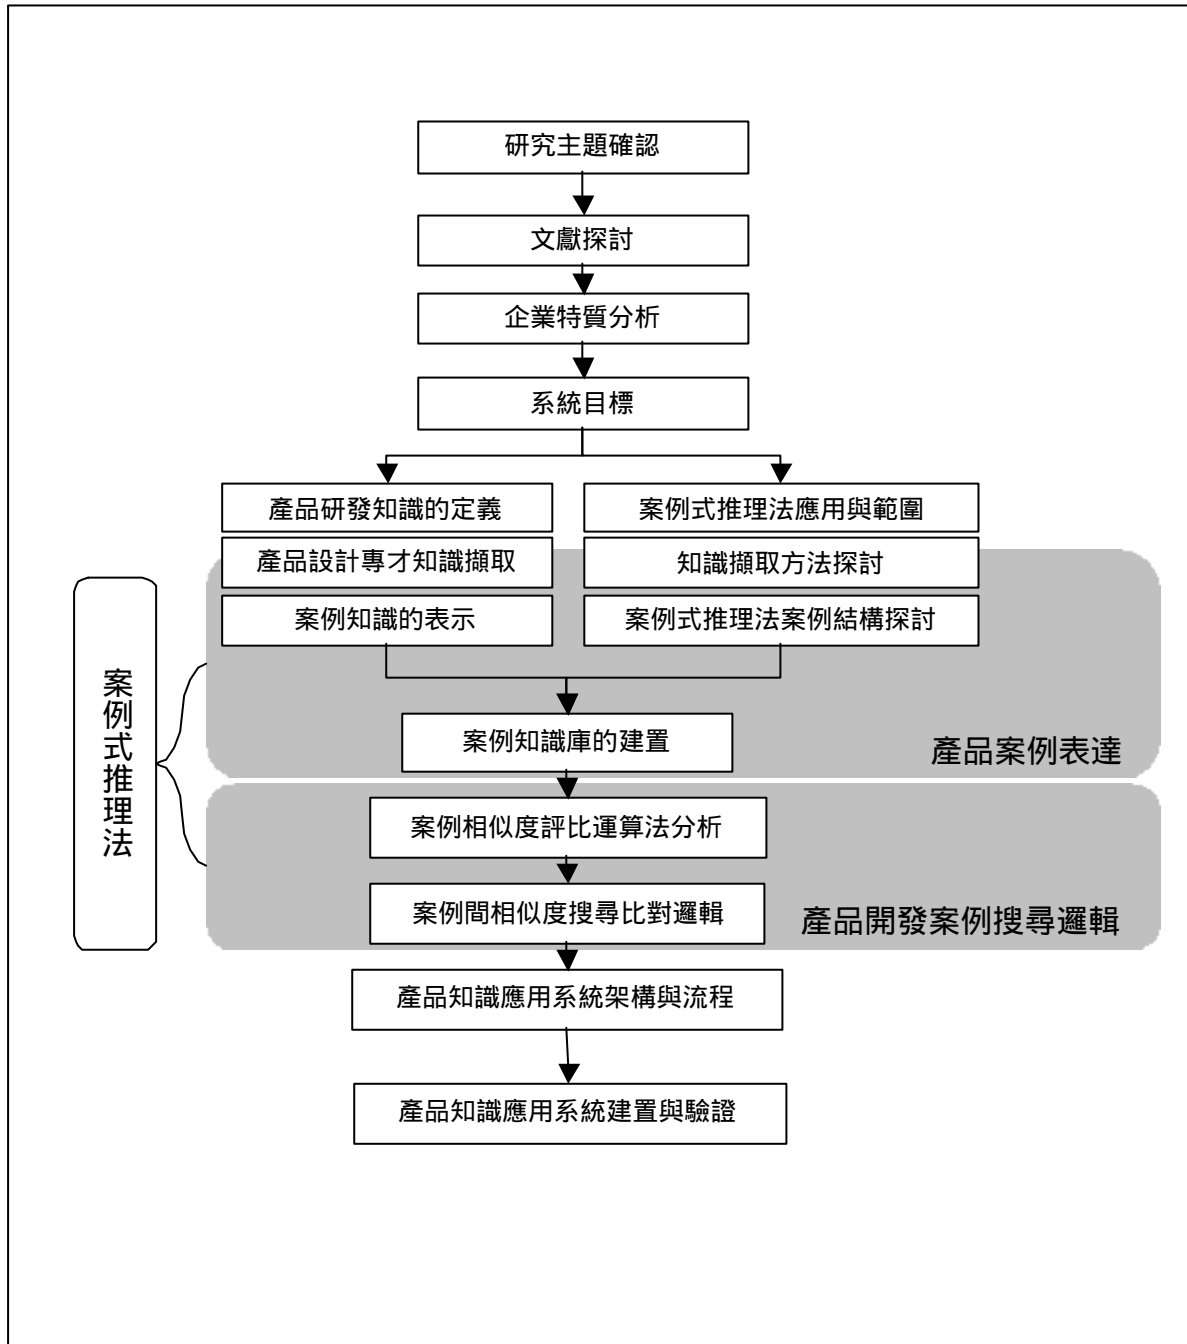 研究主題確認
文獻探討
企業特質分析
系統目標
產品研發知識的定義
案例式推理法應用與範圍
產品設計專才知識擷取
知識擷取方法探討
案例知識的表示
案例式推理法案例結構探討
案例式推理法
案例知識庫的建置
產品案例表達
案例相似度評比運算法分析
案例間相似度搜尋比對邏輯
產品開發案例搜尋邏輯
產品知識應用系統架構與流程
產品知識應用系統建置與驗證